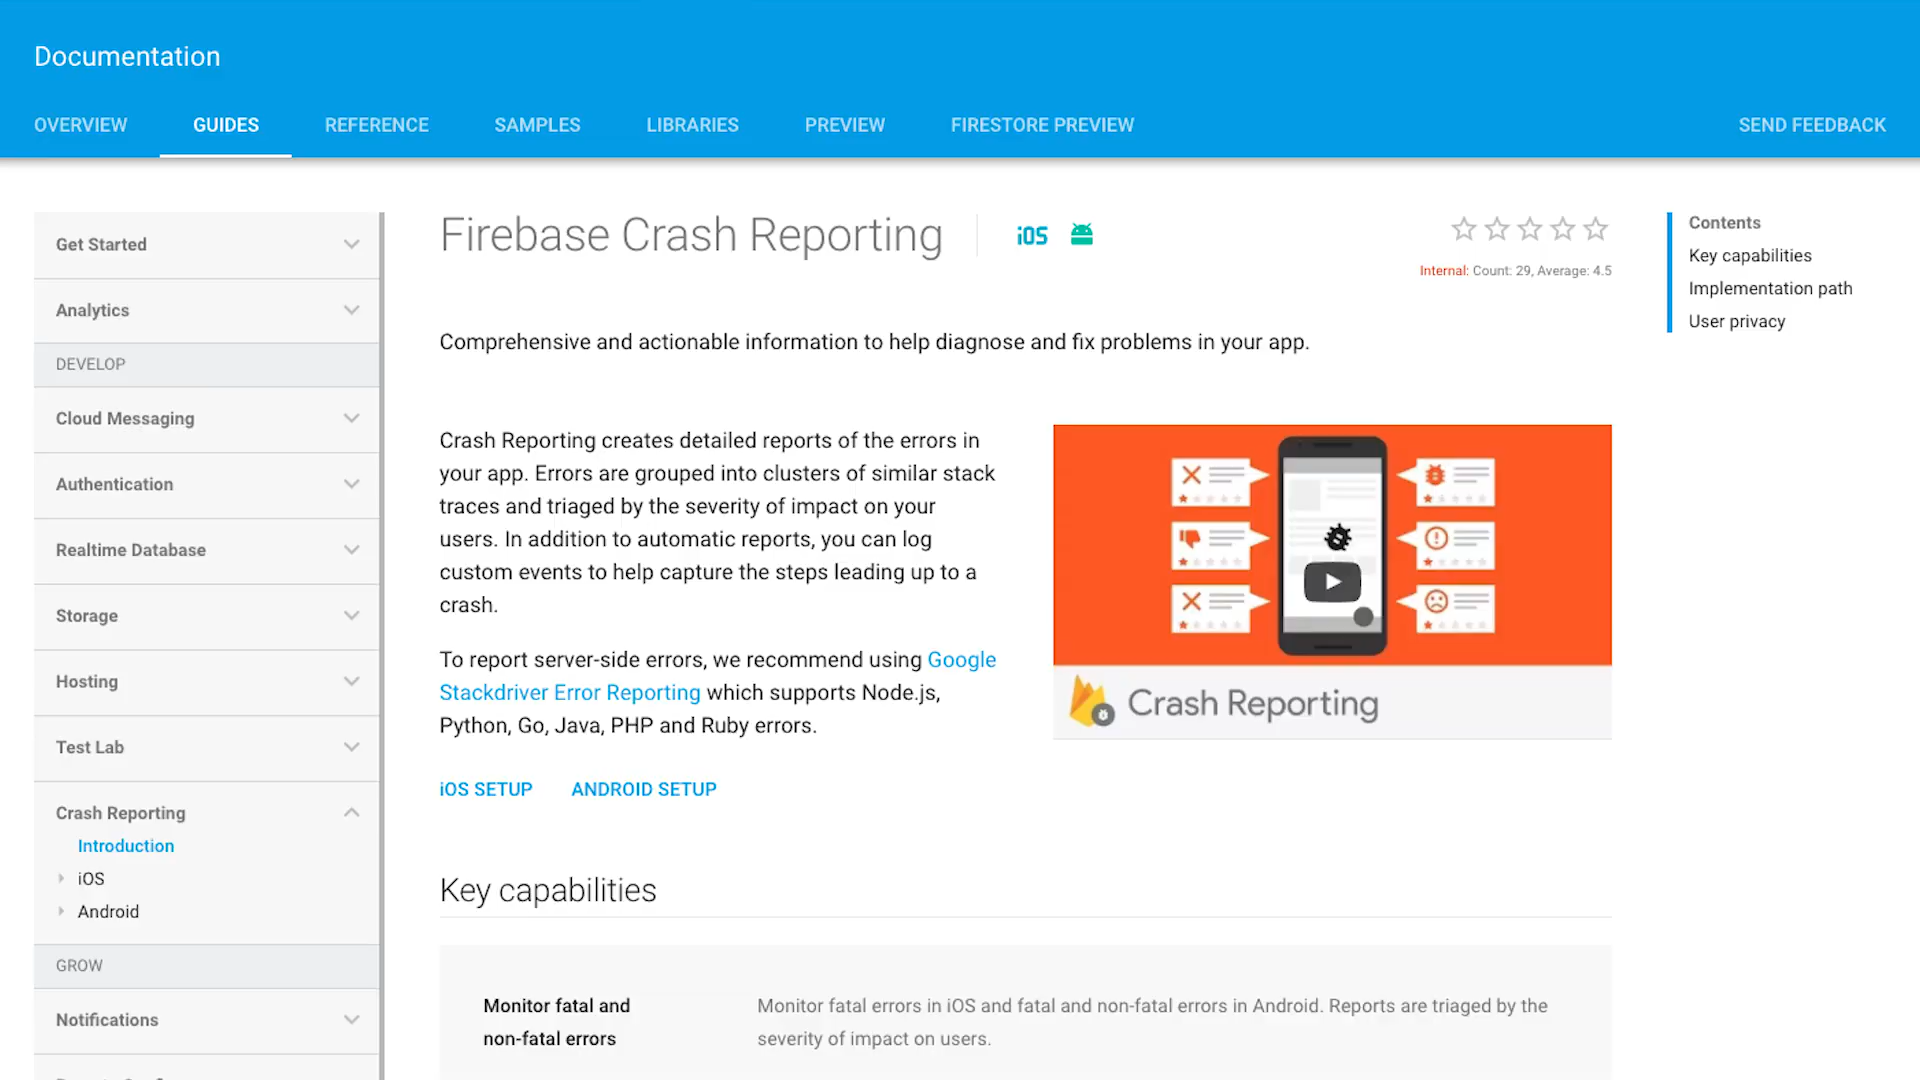 Documentation
OVERVIEW GUIDES REFERENCE SAMPLES LIBRARIES PREVIEW FIRESTORE PREVIEW SEND FEEDBACK
Get Started
Analytics
DEVELOP
Cloud Messaging
Authentication
Realtime Database
Storage
Hosting
Test Lab
Crash Reporting
Introduction
iOS
Android
GROW
Notifications
Firebase Crash Reporting iOS
Internal: Count: 29, Average: 4.5
Comprehensive and actionable information to help diagnose and fix problems in your app.
Crash Reporting creates detailed reports of the errors in
your app. Errors are grouped into clusters of similar stack
traces and triaged by the severity of impact on your
users. In addition to automatic reports, you can log
custom events to help capture the steps leading up to a
crash.
To report server-side errors, we recommend using Google
Stackdriver Error Reporting which supports Node.js,
Python, Go, Java, PHP and Ruby errors.
iOS SETUP ANDROID SETUP
Crash Reporting
Key capabilities
Monitor fatal and
non-fatal errors
Monitor fatal errors in iOS and fatal and non-fatal errors in Android. Reports are triaged by the
severity of impact on users.
Contents
Key capabilities
Implementation path
User privacy